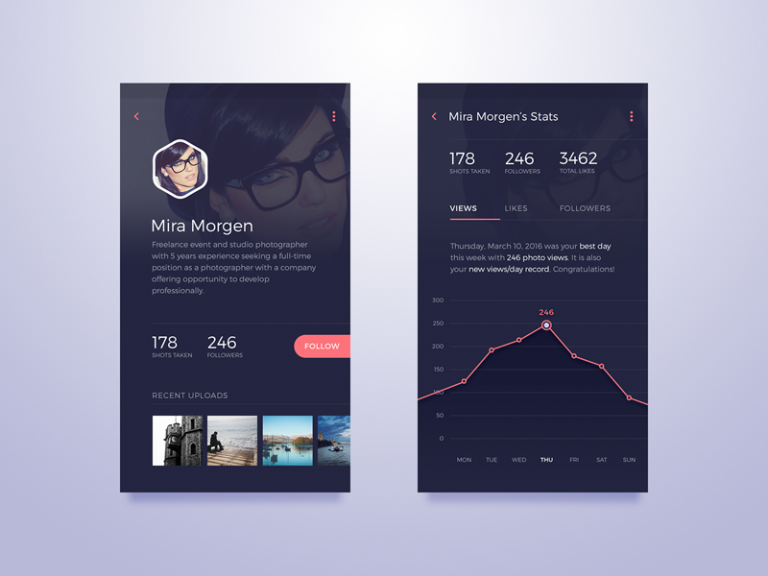 Mira Morgen
Freelance event and studio photographer
with 5 years experience seeking a full-time
position as a photographer with a company
offering opportunity to develop
professionally.
178
SHOTS TAKEN
246
FOLLOWERS
FOLLOW
RECENT UPLOADS
Mira Morgen's Stats
178
SHOTS TAKEN
246
FOLLOWERS
3462
TOTAL LIKES
VIEWS LIKES FOLLOWERS
Thursday, March 10, 2016 was your best day
this week with 246 photo views. It is also
your new views/day record. Congratulations!
300
246
250
200
150
100
50
0
MON TUE WED THU FRI SAT SUN